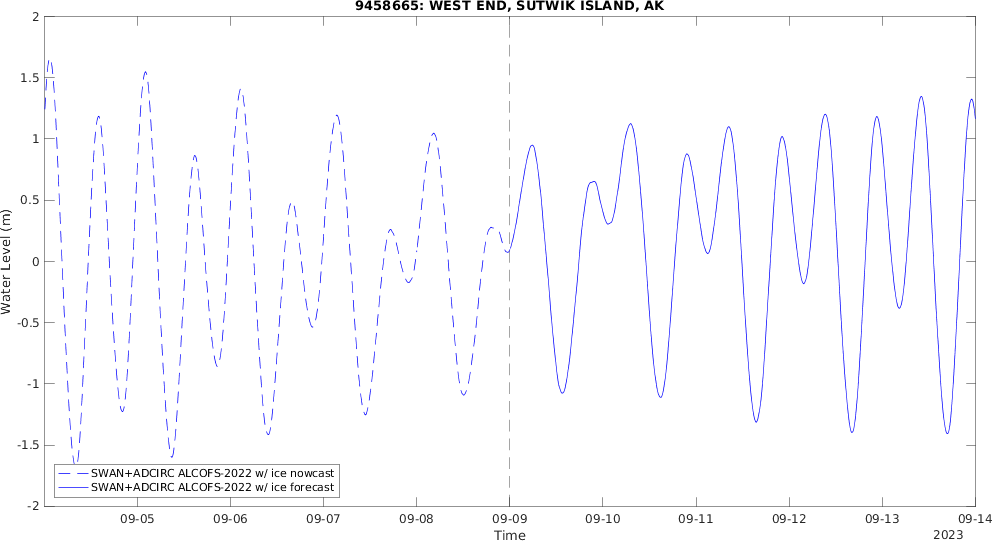 9458665: WEST END, SUTWIK ISLAND, AK
2
1.5
1
0.5
0
-0.5
-1
-1.5
-2
Water Level (m)
SWAN+ADCIRC ALCOFS-2022 w/ ice nowcast
SWAN+ADCIRC ALCOFS-2022 w/ ice forecast
09-05 09-06 09-07 09-08 09-09 09-10 09-11 09-12 09-13 09-14
Time
2023